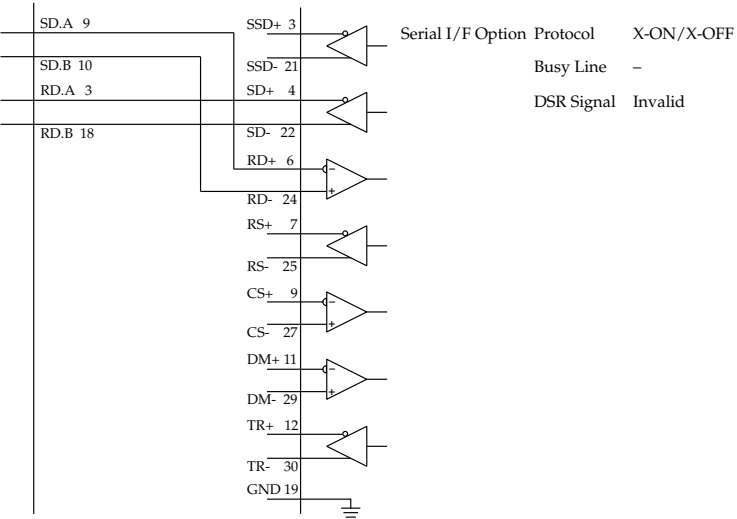 SD.A 9
SD.B 10
RD.A 3
RD.B 18
SSD+ 3
SSD- 21
SD+ 4
SD- 22
RD+ 6
− +
RD- 24
RS+ 7
RS- 25
CS+ 9
− +
CS- 27
DM+ 11
− +
DM- 29
TR+ 12
TR- 30
GND 19
Serial I/F Option Protocol X-ON/X-OFF
Busy Line –
DSR Signal Invalid